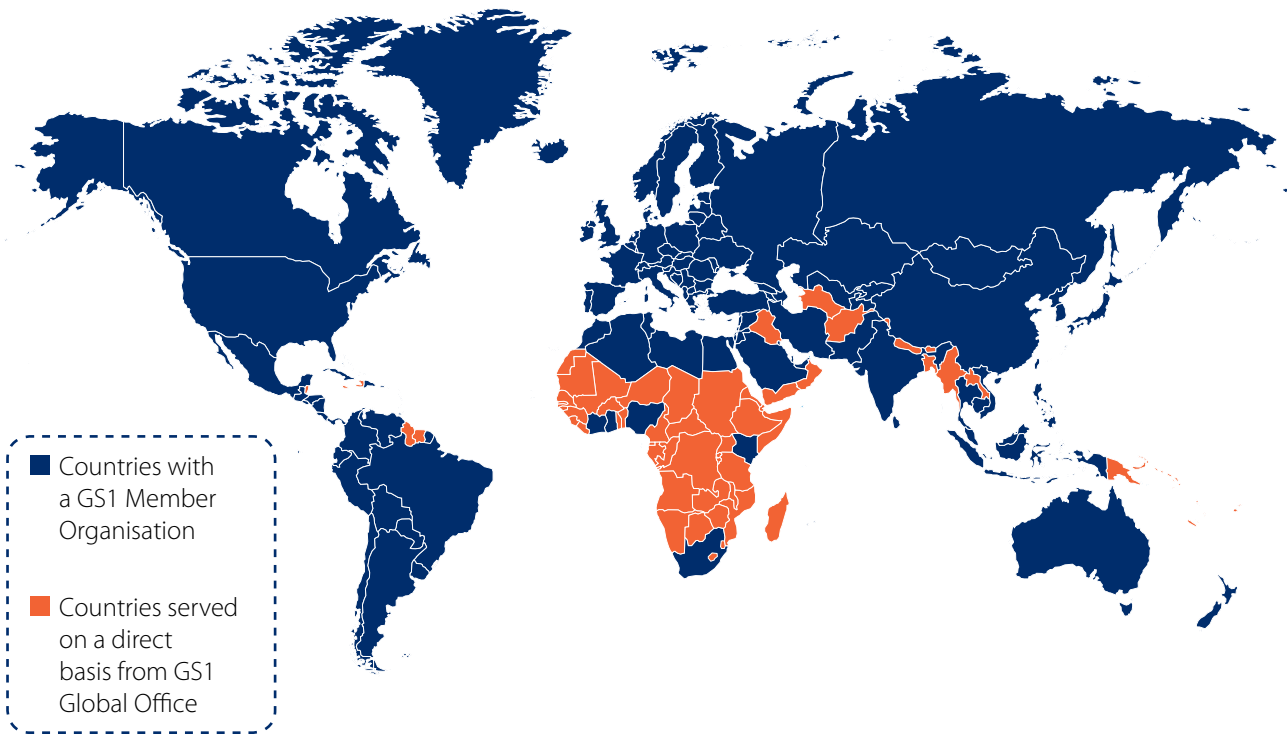 Countries with
a GS1 Member
Organisation
Countries served
on a direct
basis from GS1
Global Office